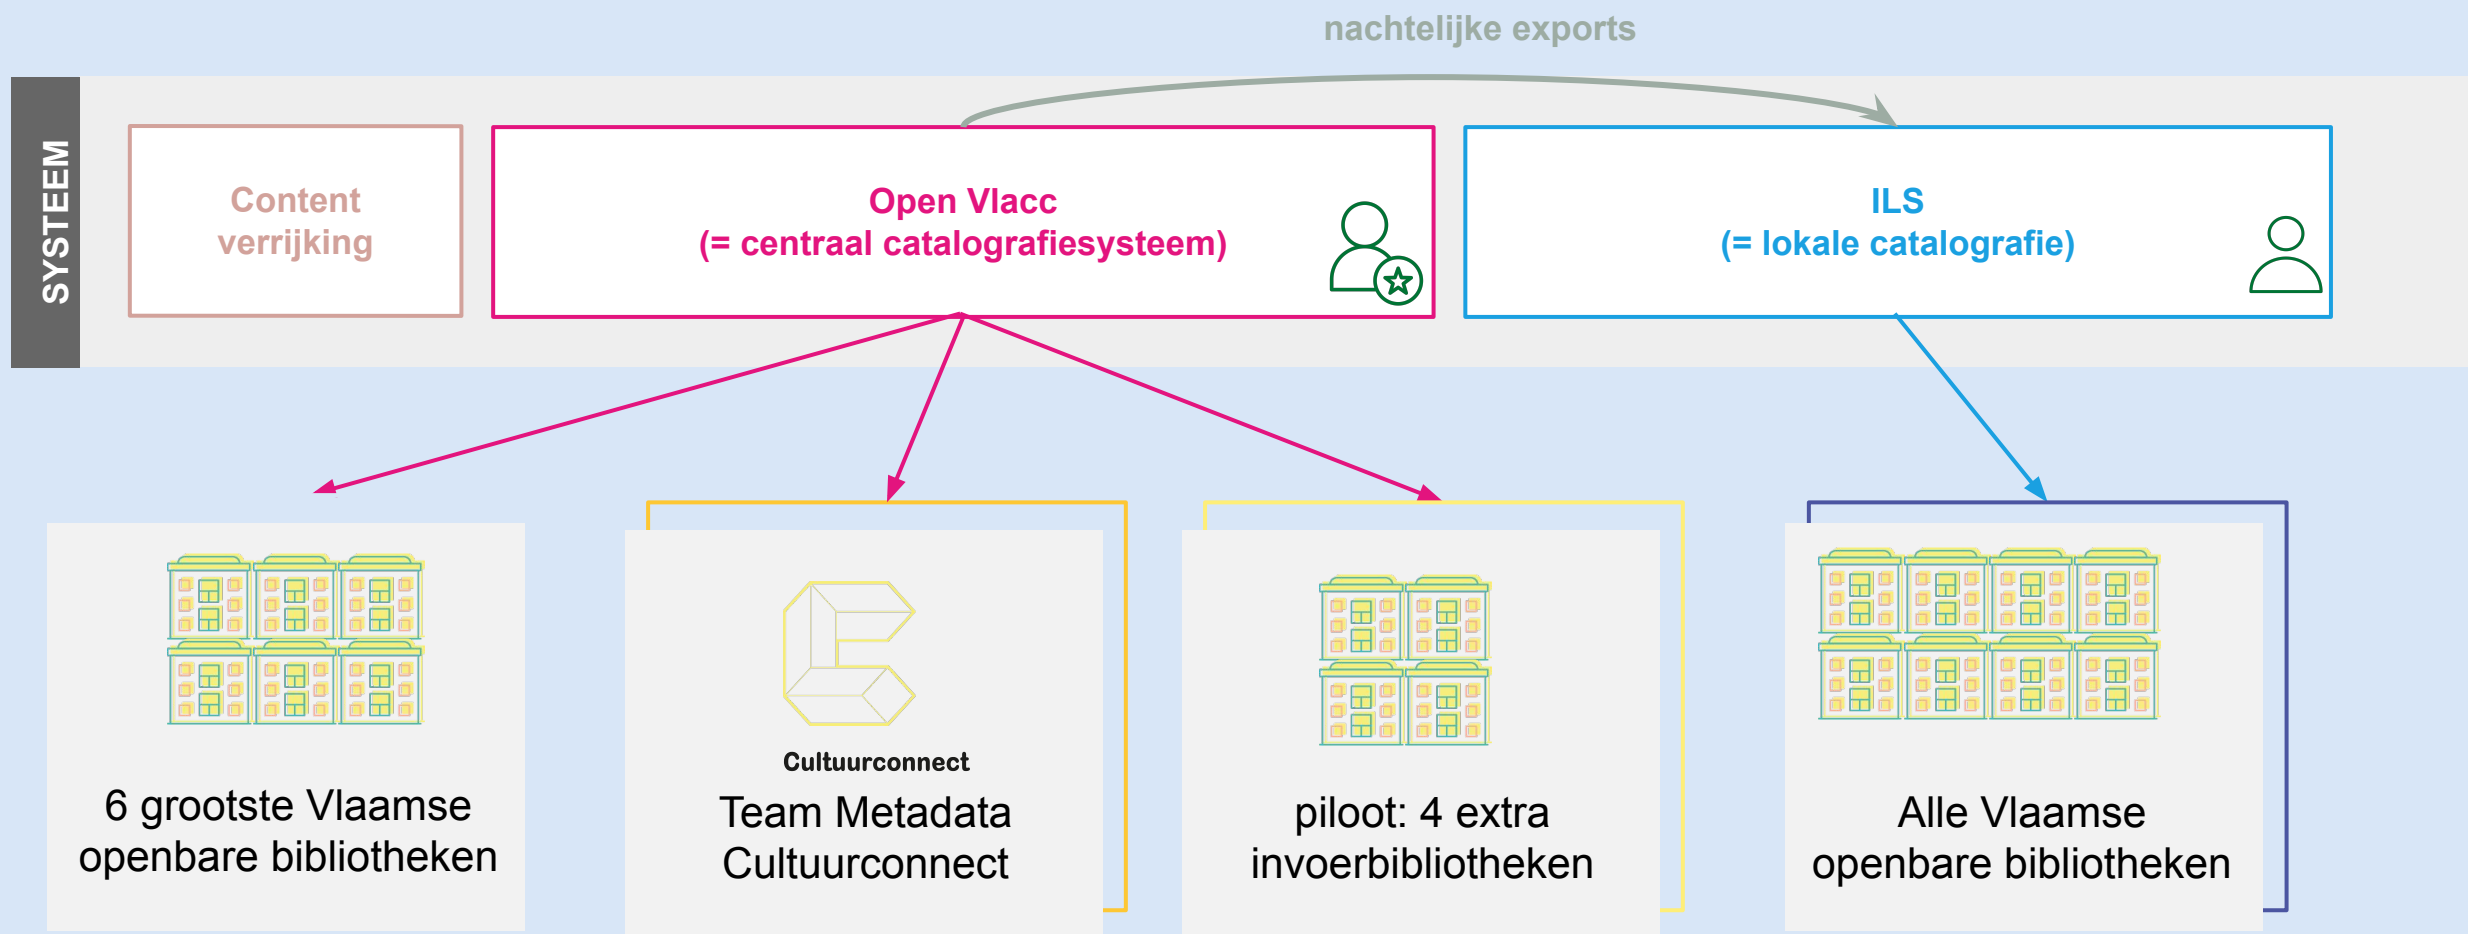 nachtelijke exports
SYSTEEM
Content
verrijking
Open Vlacc
(= centraal catalografiesysteem)
ILS
(= lokale catalografie)
6 grootste Vlaamse
openbare bibliotheken
Cultuurconnect
Team Metadata
Cultuurconnect
piloot: 4 extra
invoerbibliotheken
Alle Vlaamse
openbare bibliotheken